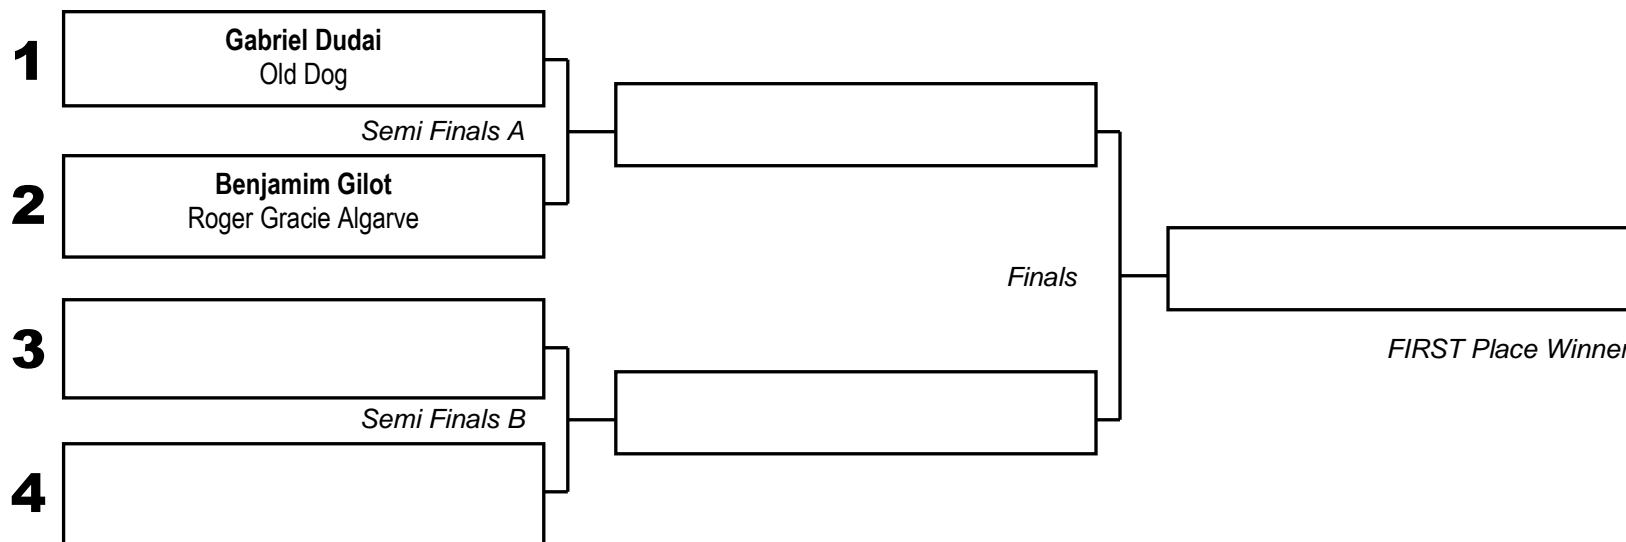 1
Gabriel Dudai
Old Dog
Semi Finals A
2
Benjamim Gilot
Roger Gracie Algarve
Finals
3
FIRST Place Winner
Semi Finals B
4